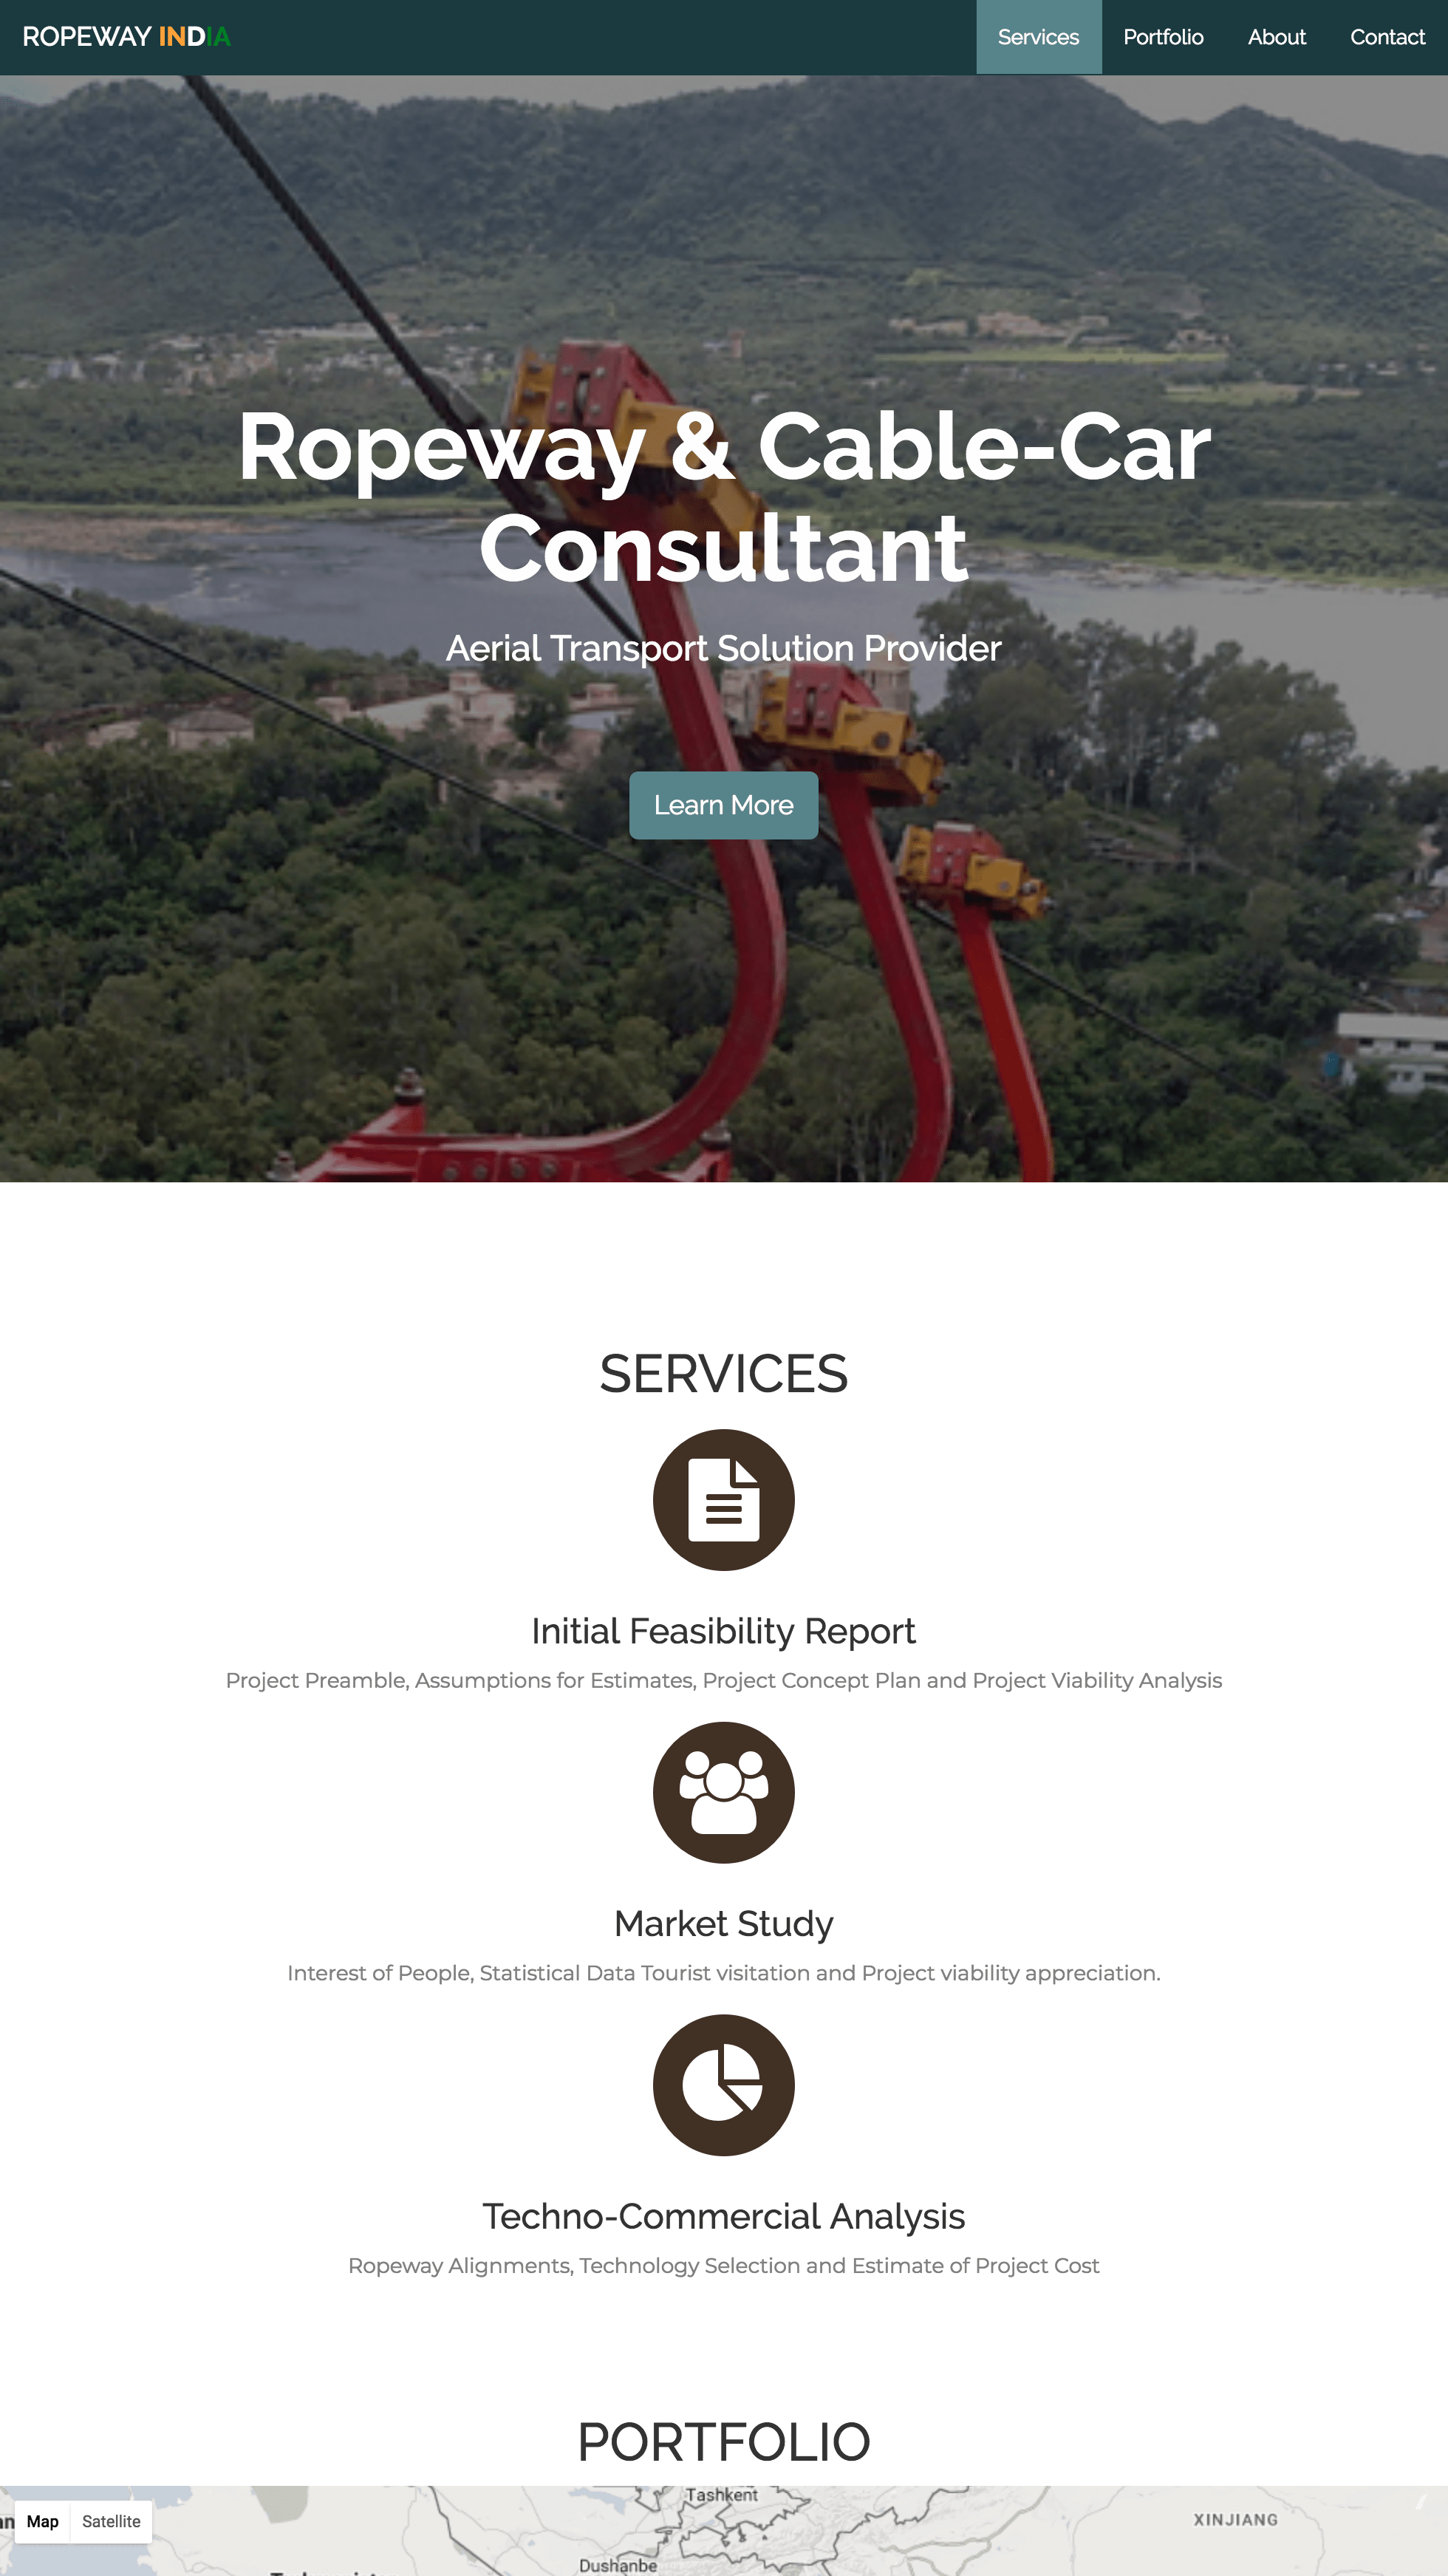 ROPEWAY INDIA
Services
Portfolio
About
Contact
Ropeway & Cable-Car
Consultant
Aerial Transport Solution Provider
Learn More
SERVICES
Initial Feasibility Report
Project Preamble, Assumptions for Estimates, Project Concept Plan and Project Viability Analysis
Market Study
Interest of People, Statistical Data Tourist visitation and Project viability appreciation.
Techno-Commercial Analysis
Ropeway Alignments, Technology Selection and Estimate of Project Cost
PORTFOLIO
Map
Satellite
Tashkent
XINJIANG
Dushanbe